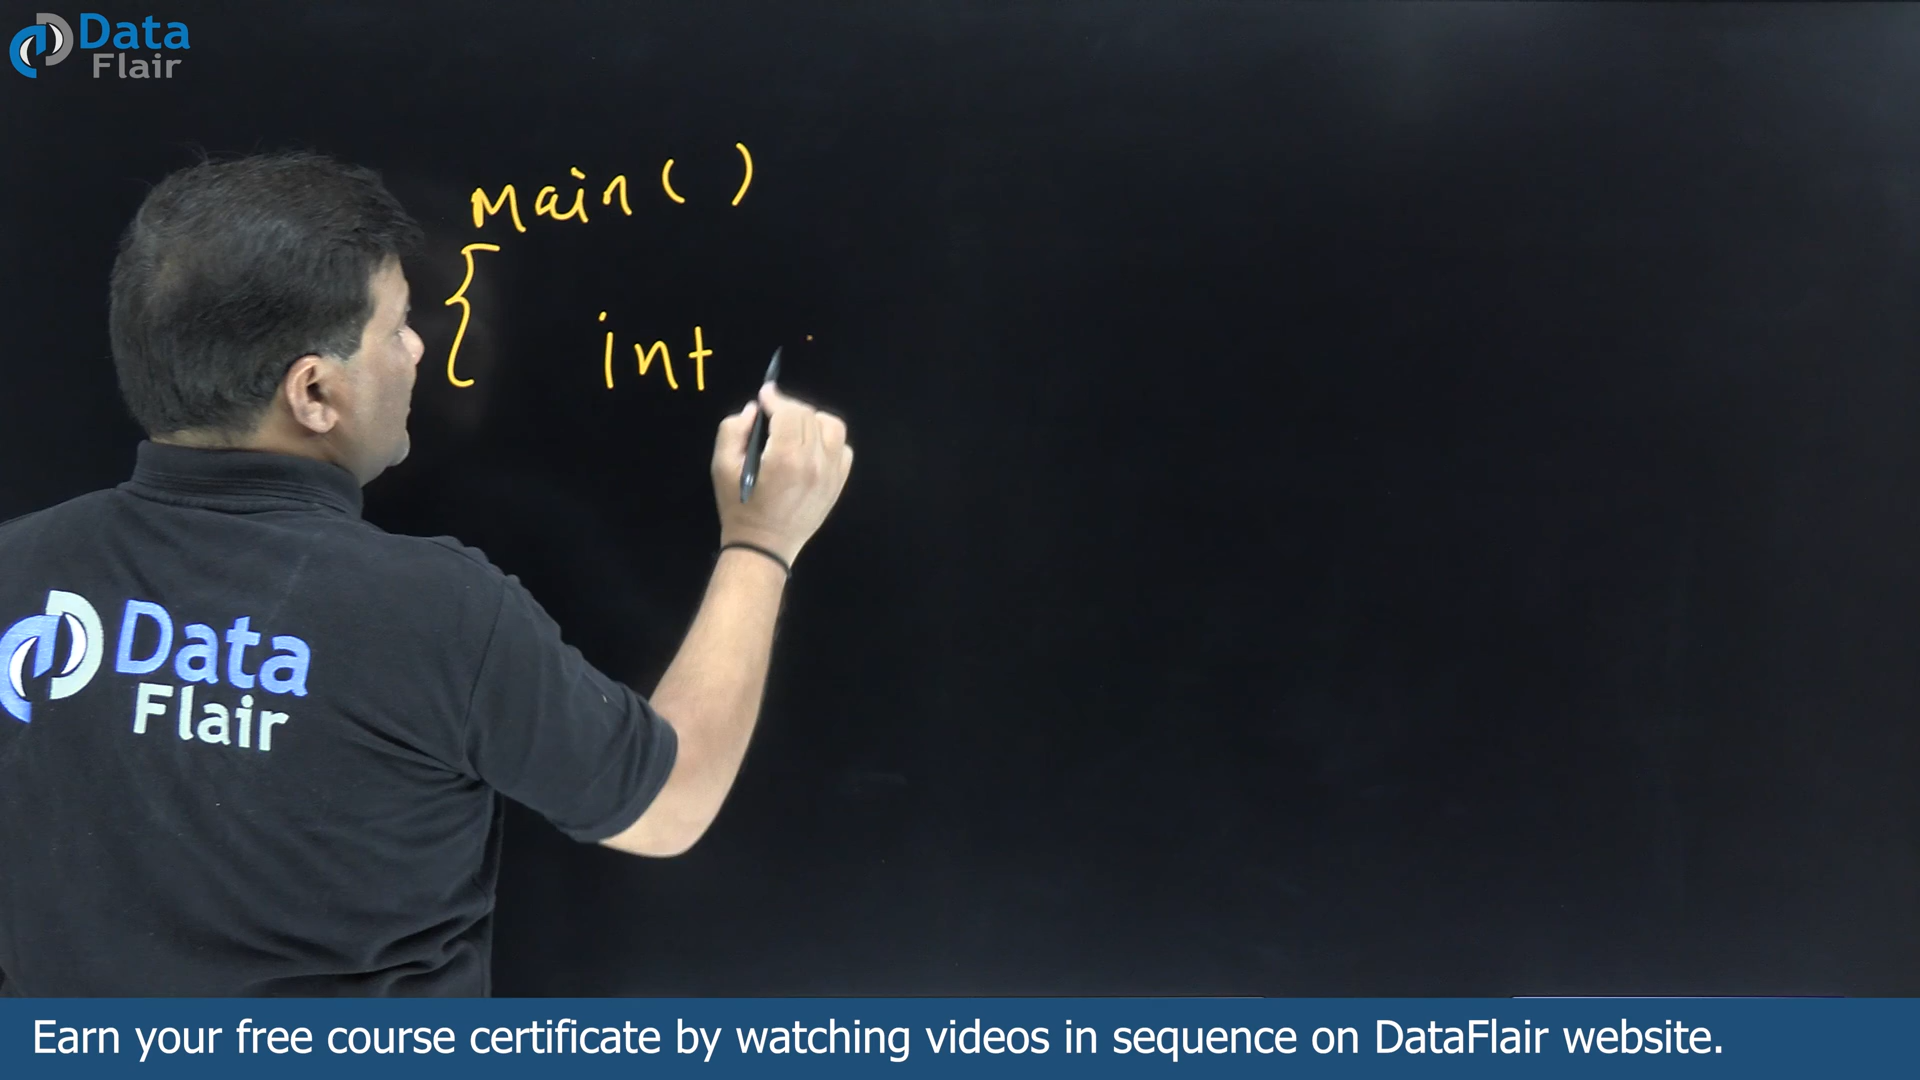 Data
Flair
Main ( )
{
int
Data
Flair
Earn your free course certificate by watching videos in sequence on DataFlair website.